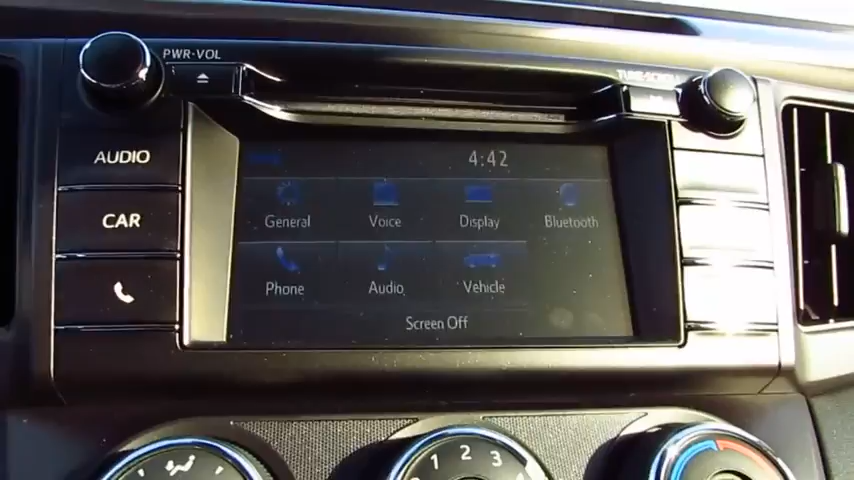 PWR·VOL
TUNE·SCROLL
AUDIO
4:42
General Voice Display Bluetooth
CAR
Phone Audio Vehicle
Screen Off
1 2 3